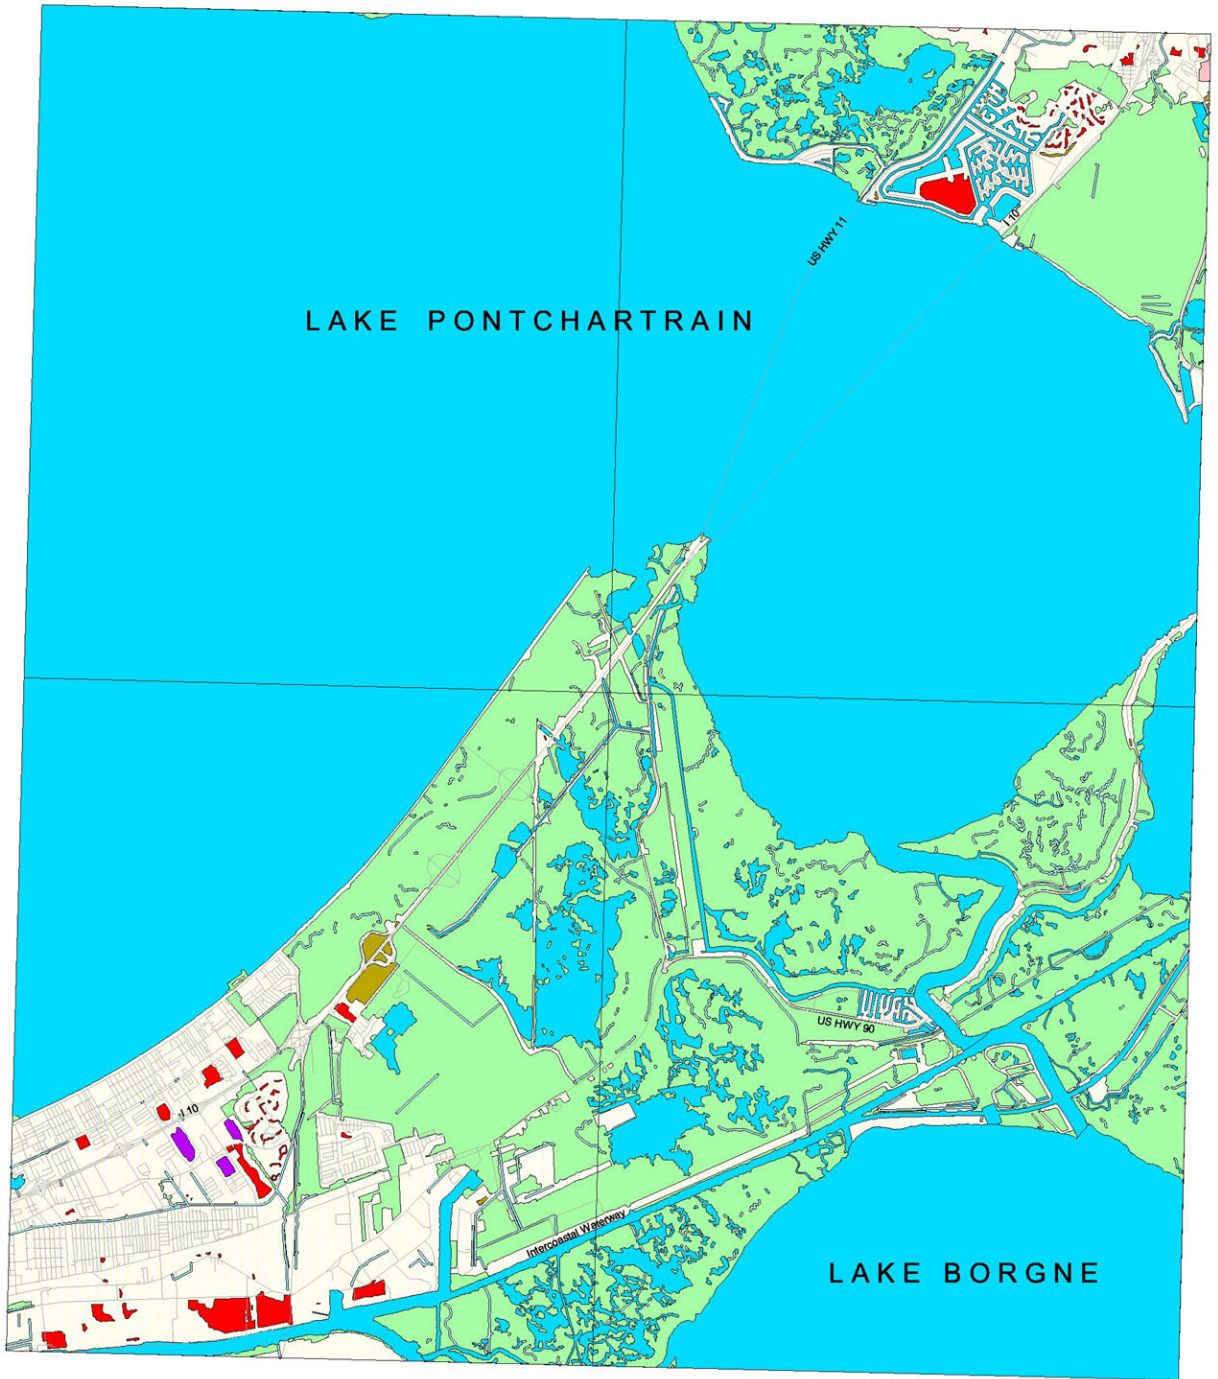 US HWY 11
I 10
LAKE PONTCHARTRAIN
US HWY 90
I 10
Intercoastal Waterway
LAKE BORGNE